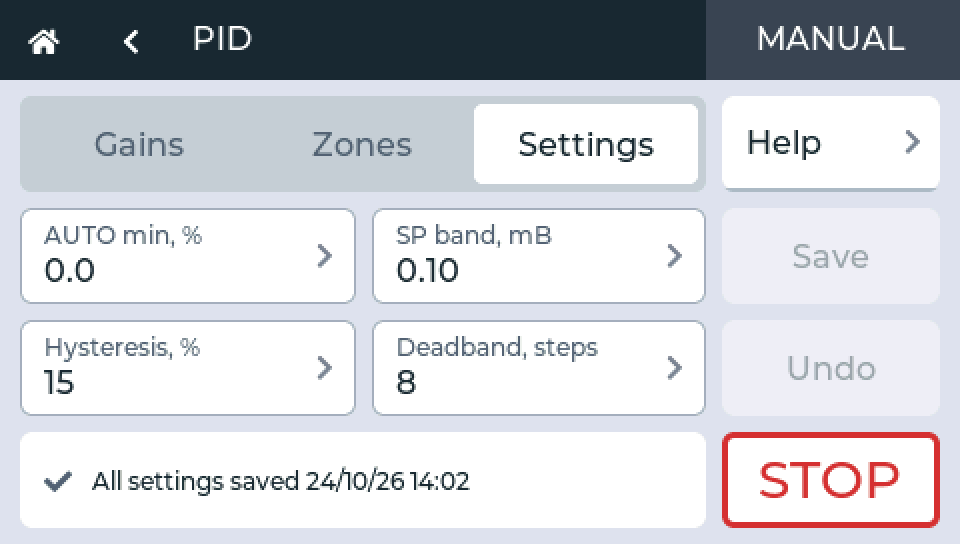 PID
MANUAL
Gains
Zones
Settings
Help
AUTO min, %
0.0
SP band, mB
0.10
Save
Hysteresis, %
15
Deadband, steps
8
Undo
All settings saved 24/10/26 14:02
STOP